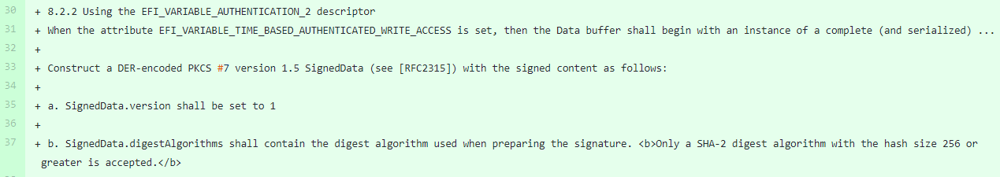 30 + 8.2.2 Using the EFI_VARIABLE_AUTHENTICATION_2 descriptor
31 + When the attribute EFI_VARIABLE_TIME_BASED_AUTHENTICATED_WRITE_ACCESS is set, then the Data buffer shall begin with an instance of a complete (and serialized) ...
32 +
33 + Construct a DER-encoded PKCS #7 version 1.5 SignedData (see [RFC2315]) with the signed content as follows:
34 +
35 + a. SignedData.version shall be set to 1
36 +
37 + b. SignedData.digestAlgorithms shall contain the digest algorithm used when preparing the signature. <b>Only a SHA-2 digest algorithm with the hash size 256 or
greater is accepted.</b>